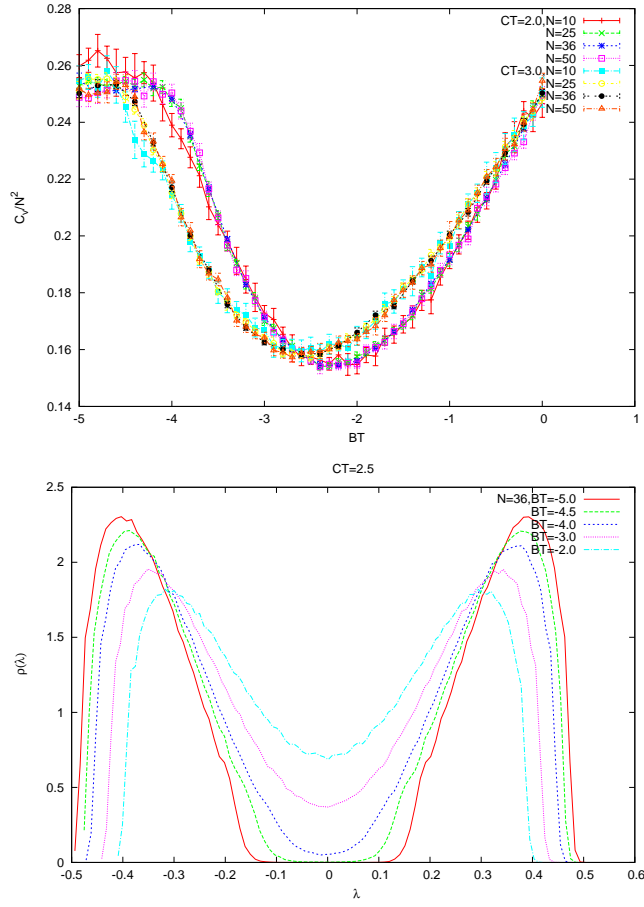 CT=2.0,N=10
N=25
N=36
N=50
CT=3.0,N=10
N=25
N=36
N=50
0.26
0.24
0.22
0.2
0.18
0.16
0.14
C_v/N^2
-5 -4 -3 -2 -1 0 1
BT
CT=2.5
N=36,BT=-5.0
BT=-4.5
BT=-4.0
BT=-3.0
BT=-2.0
2.5
2
1.5
1
0.5
0
ρ(λ)
-0.5 -0.4 -0.3 -0.2 -0.1 0 0.1 0.2 0.3 0.4 0.5 0.6
λ